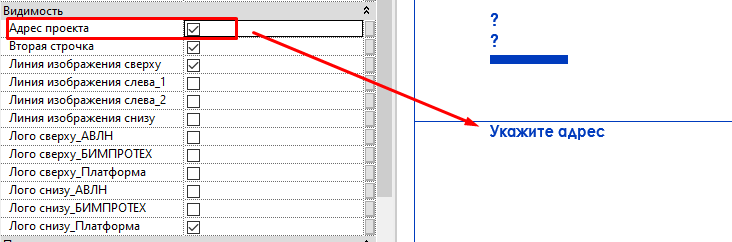 Видимость
Адрес проекта
Вторая строчка
Линия изображения сверху
Линия изображения слева_1
Линия изображения слева_2
Линия изображения снизу
Лого сверху_АВЛН
Лого сверху_БИМПРОТЕХ
Лого сверху_Платформа
Лого снизу_АВЛН
Лого снизу_БИМПРОТЕХ
Лого снизу_Платформа
?
?
Укажите адрес